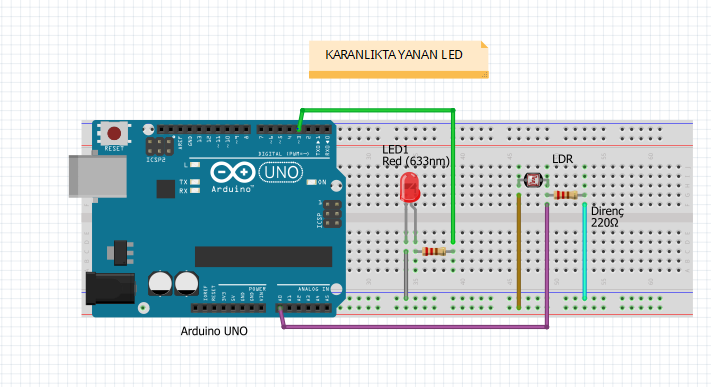 KARANLIKTA YANAN LED
RESET
ICSP2
AREF
GND
13
12
~11
~10
~9
8
7
~6
~5
4
~3
2
TX▸1
RX◂0
DIGITAL (PWM=~)
L
TX
RX
Arduino™
UNO
ON
ICSP
1
IOREF
RESET
3V3
5V
GND
GND
VIN
POWER
ANALOG IN
A0
A1
A2
A3
A4
A5
Arduino UNO
LED1
Red (633nm)
LDR
Direnç
220Ω